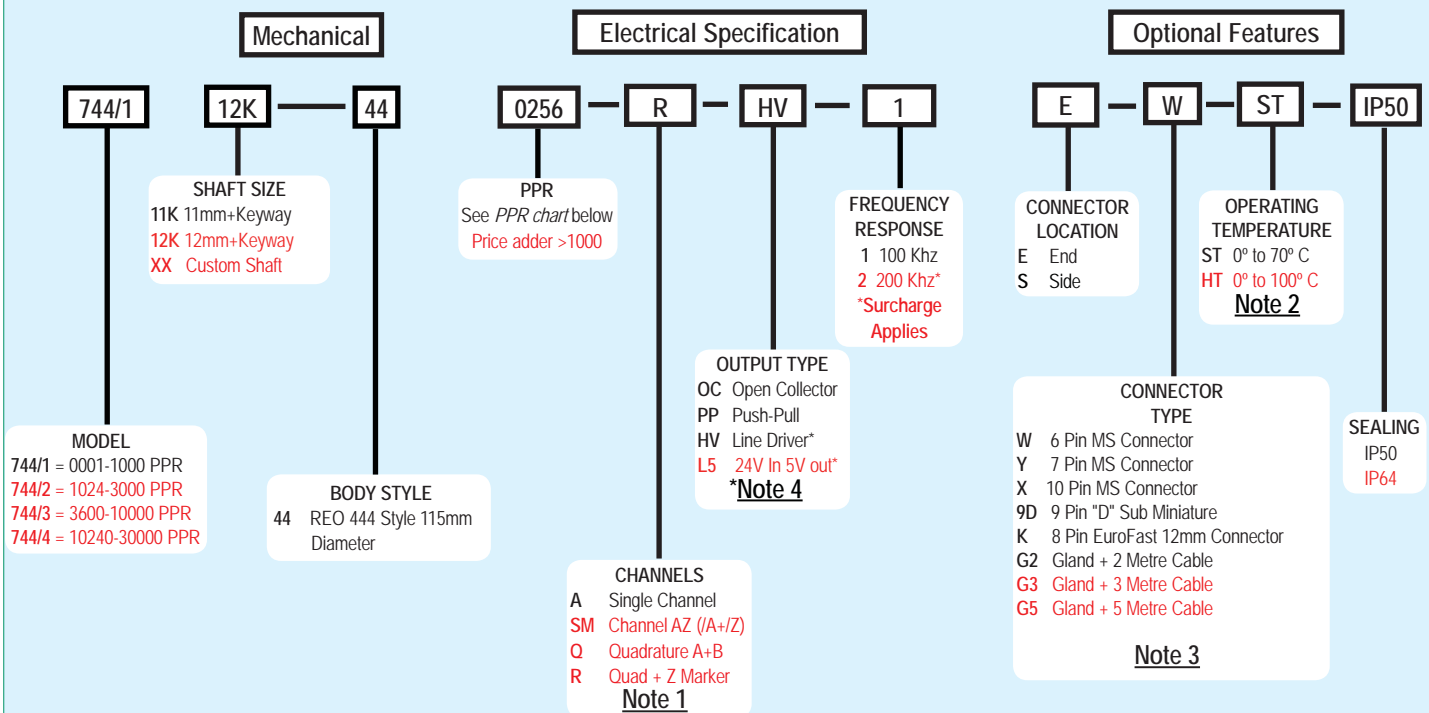 Mechanical
Electrical Specification
Optional Features
744/1
12K
44
0256
R
HV
1
E
W
ST
IP50
SHAFT SIZE
11K 11mm+Keyway
12K 12mm+Keyway
XX Custom Shaft
PPR
See PPR chart below
Price adder >1000
FREQUENCY
RESPONSE
1 100 Khz
2 200 Khz*
*Surcharge
Applies
CONNECTOR
LOCATION
E End
S Side
OPERATING
TEMPERATURE
ST 0º to 70º C
HT 0º to 100º C
Note 2
OUTPUT TYPE
OC Open Collector
PP Push-Pull
HV Line Driver*
L5 24V In 5V out*
*Note 4
MODEL
744/1 = 0001-1000 PPR
744/2 = 1024-3000 PPR
744/3 = 3600-10000 PPR
744/4 = 10240-30000 PPR
BODY STYLE
44 REO 444 Style 115mm
Diameter
CHANNELS
A Single Channel
SM Channel AZ (/A+/Z)
Q Quadrature A+B
R Quad + Z Marker
Note 1
CONNECTOR
TYPE
W 6 Pin MS Connector
Y 7 Pin MS Connector
X 10 Pin MS Connector
9D 9 Pin "D" Sub Miniature
K 8 Pin EuroFast 12mm Connector
G2 Gland + 2 Metre Cable
G3 Gland + 3 Metre Cable
G5 Gland + 5 Metre Cable
Note 3
SEALING
IP50
IP64